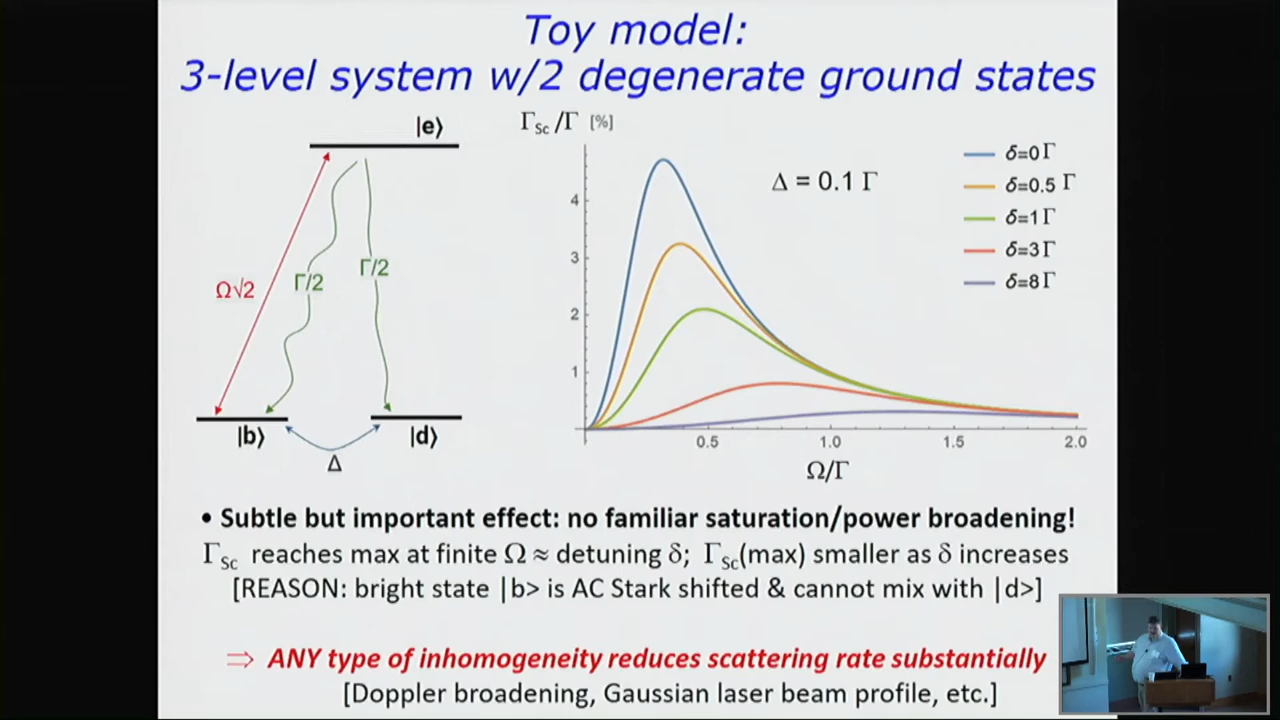 Toy model:
3-level system w/2 degenerate ground states
|e⟩
Ω√2
Γ/2
Γ/2
|b⟩
|d⟩
Δ
Γ_Sc /Γ [%]
Δ = 0.1 Γ
δ=0 Γ
δ=0.5 Γ
δ=1 Γ
δ=3 Γ
δ=8 Γ
4
3
2
1
0.5
1.0
1.5
2.0
Ω/Γ
• Subtle but important effect: no familiar saturation/power broadening!
Γ_Sc reaches max at finite Ω ≈ detuning δ; Γ_Sc(max) smaller as δ increases
[REASON: bright state |b> is AC Stark shifted & cannot mix with |d>]
⇒ ANY type of inhomogeneity reduces scattering rate substantially
[Doppler broadening, Gaussian laser beam profile, etc.]